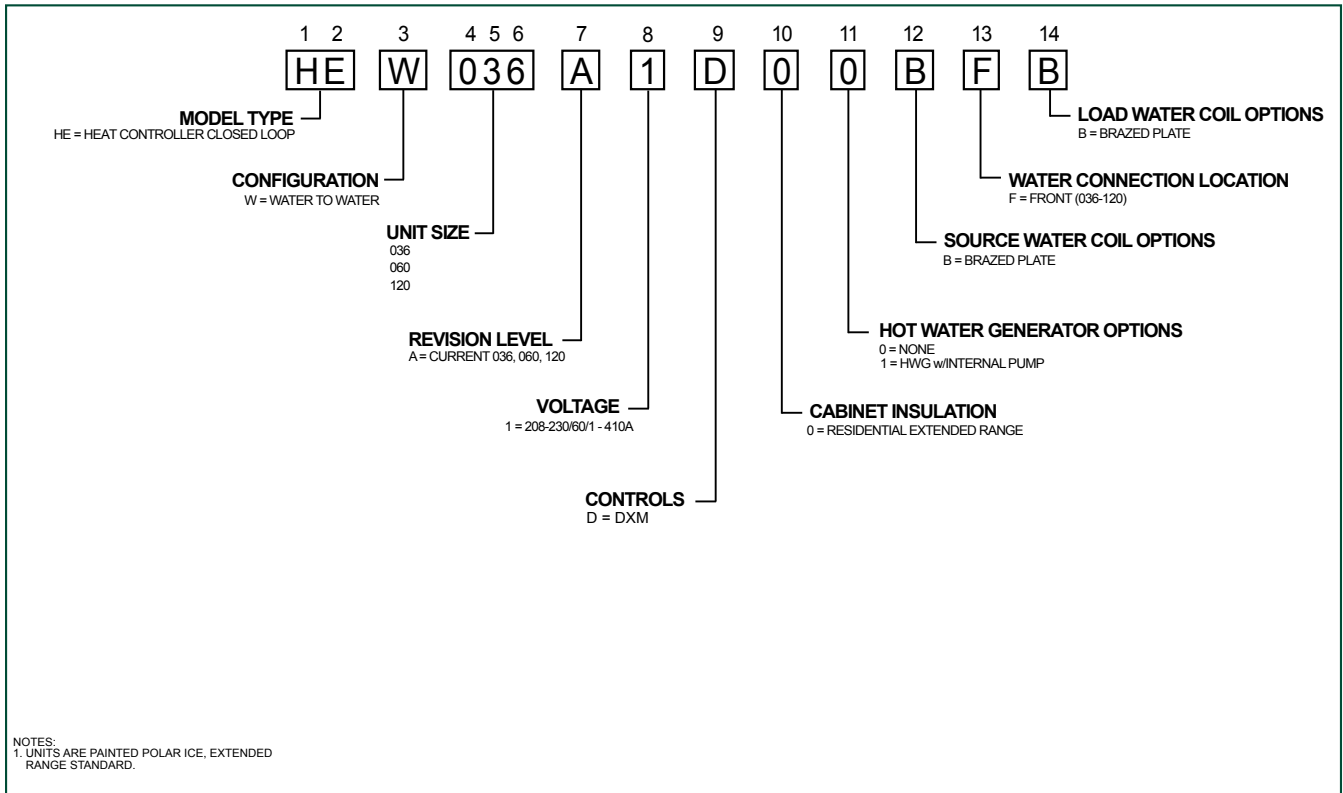 1 2 3 4 5 6 7 8 9 10 11 12 13 14
HE W 036 A 1 D 0 0 B F B
MODEL TYPE
HE = HEAT CONTROLLER CLOSED LOOP
LOAD WATER COIL OPTIONS
B = BRAZED PLATE
CONFIGURATION
W = WATER TO WATER
WATER CONNECTION LOCATION
F = FRONT (036-120)
UNIT SIZE
036
060
120
SOURCE WATER COIL OPTIONS
B = BRAZED PLATE
REVISION LEVEL
A = CURRENT 036, 060, 120
HOT WATER GENERATOR OPTIONS
0 = NONE
1 = HWG w/INTERNAL PUMP
VOLTAGE
1 = 208-230/60/1 - 410A
CABINET INSULATION
0 = RESIDENTIAL EXTENDED RANGE
CONTROLS
D = DXM
NOTES:
1. UNITS ARE PAINTED POLAR ICE, EXTENDED
RANGE STANDARD.